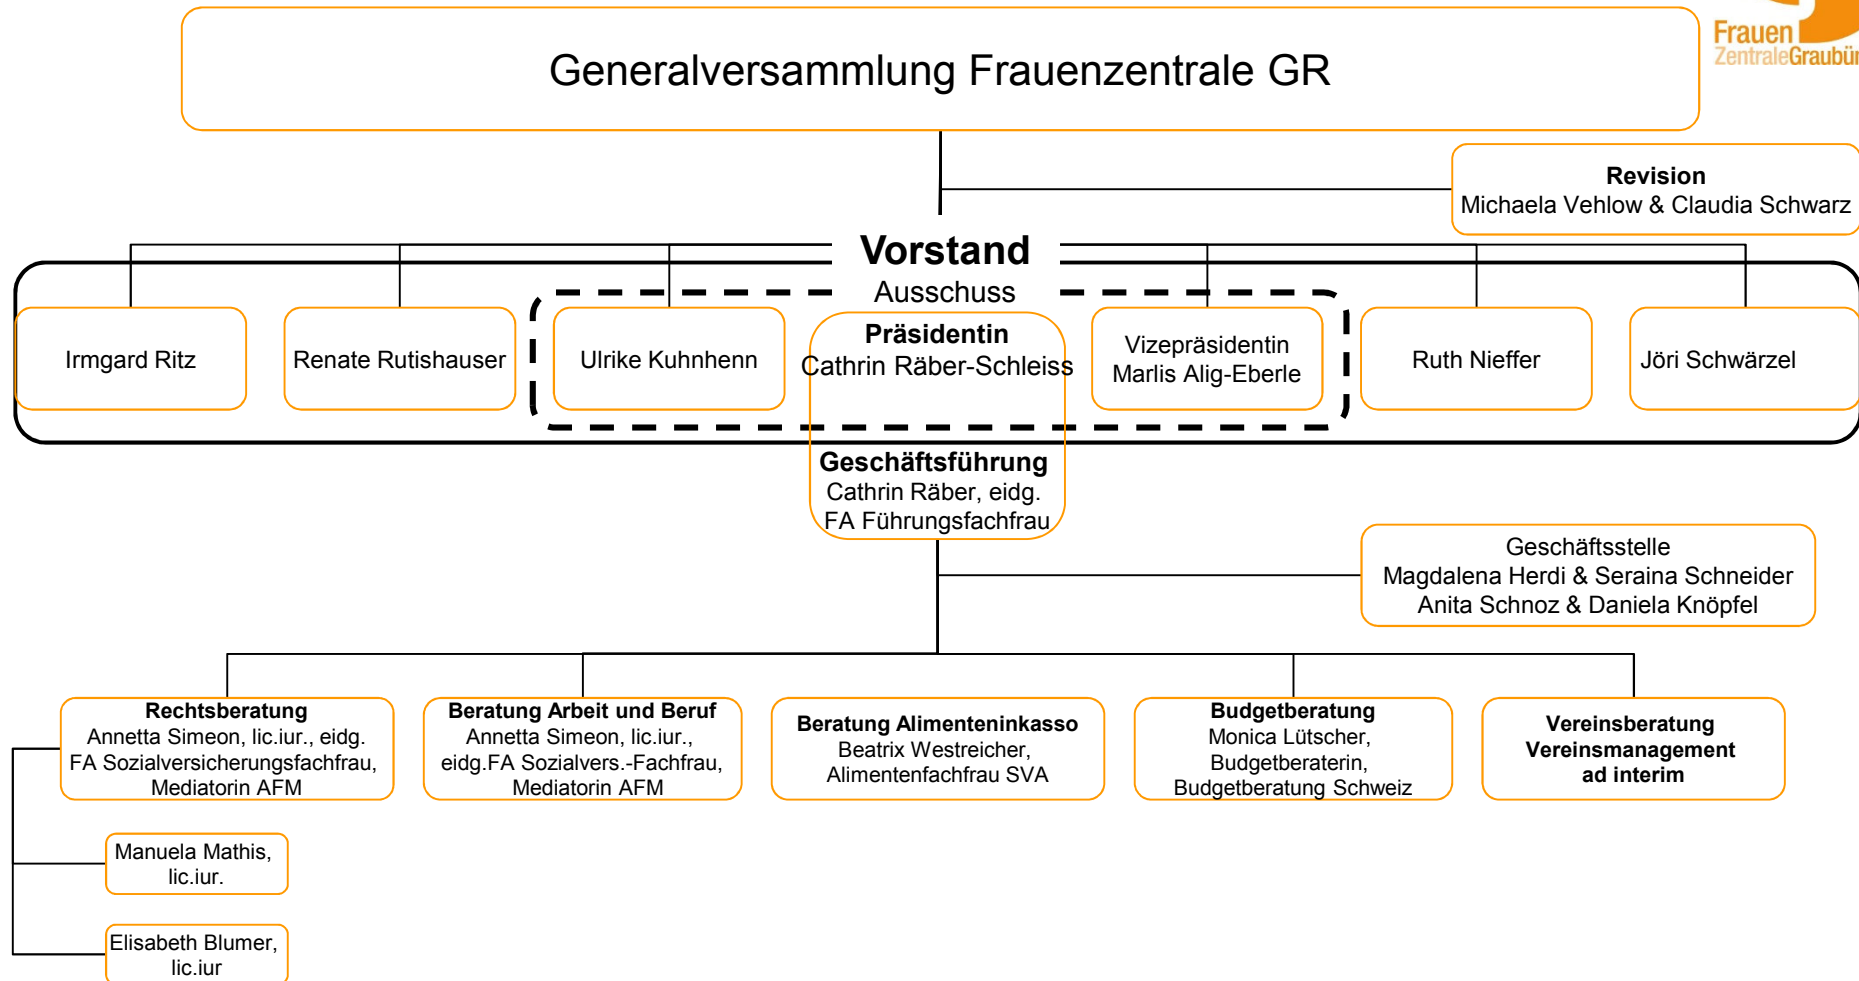 Generalversammlung Frauenzentrale GR
Frauen
Revision
Michaela Vehlow & Claudia Schwarz
Vorstand
Ausschuss
Irmgard Ritz
Renate Rutishauser
Ulrike Kuhnhenn
Präsidentin
Cathrin Räber-Schleiss
Vizepräsidentin
Marlis Alig-Eberle
Ruth Nieffer
Jöri Schwärzel
Geschäftsführung
Cathrin Räber, eidg.
FA Führungsfachfrau
Geschäftsstelle
Magdalena Herdi & Seraina Schneider
Anita Schnoz & Daniela Knöpfel
Rechtsberatung
Annetta Simeon, lic.iur., eidg.
FA Sozialversicherungsfachfrau,
Mediatorin AFM
Beratung Arbeit und Beruf
Annetta Simeon, lic.iur.,
eidg.FA Sozialvers.-Fachfrau,
Mediatorin AFM
Beratung Alimenteninkasso
Beatrix Westreicher,
Alimentenfachfrau SVA
Budgetberatung
Monica Lütscher,
Budgetberaterin,
Budgetberatung Schweiz
Vereinsberatung
Vereinsmanagement
ad interim
Manuela Mathis,
lic.iur.
Elisabeth Blumer,
lic.iur